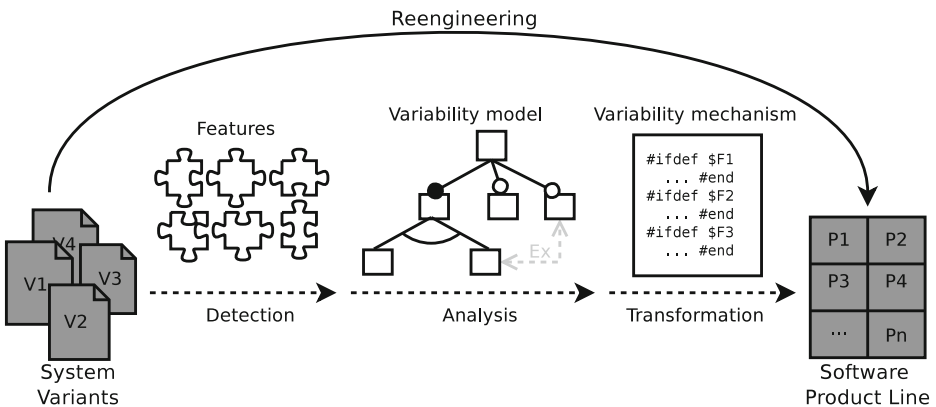 Reengineering
Features
Variability model
Variability mechanism
#ifdef $F1
... #end
#ifdef $F2
... #end
#ifdef $F3
... #end
Ex
V4
V1
V3
V2
P1 P2
P3 P4
... Pn
Detection
Analysis
Transformation
System
Variants
Software
Product Line